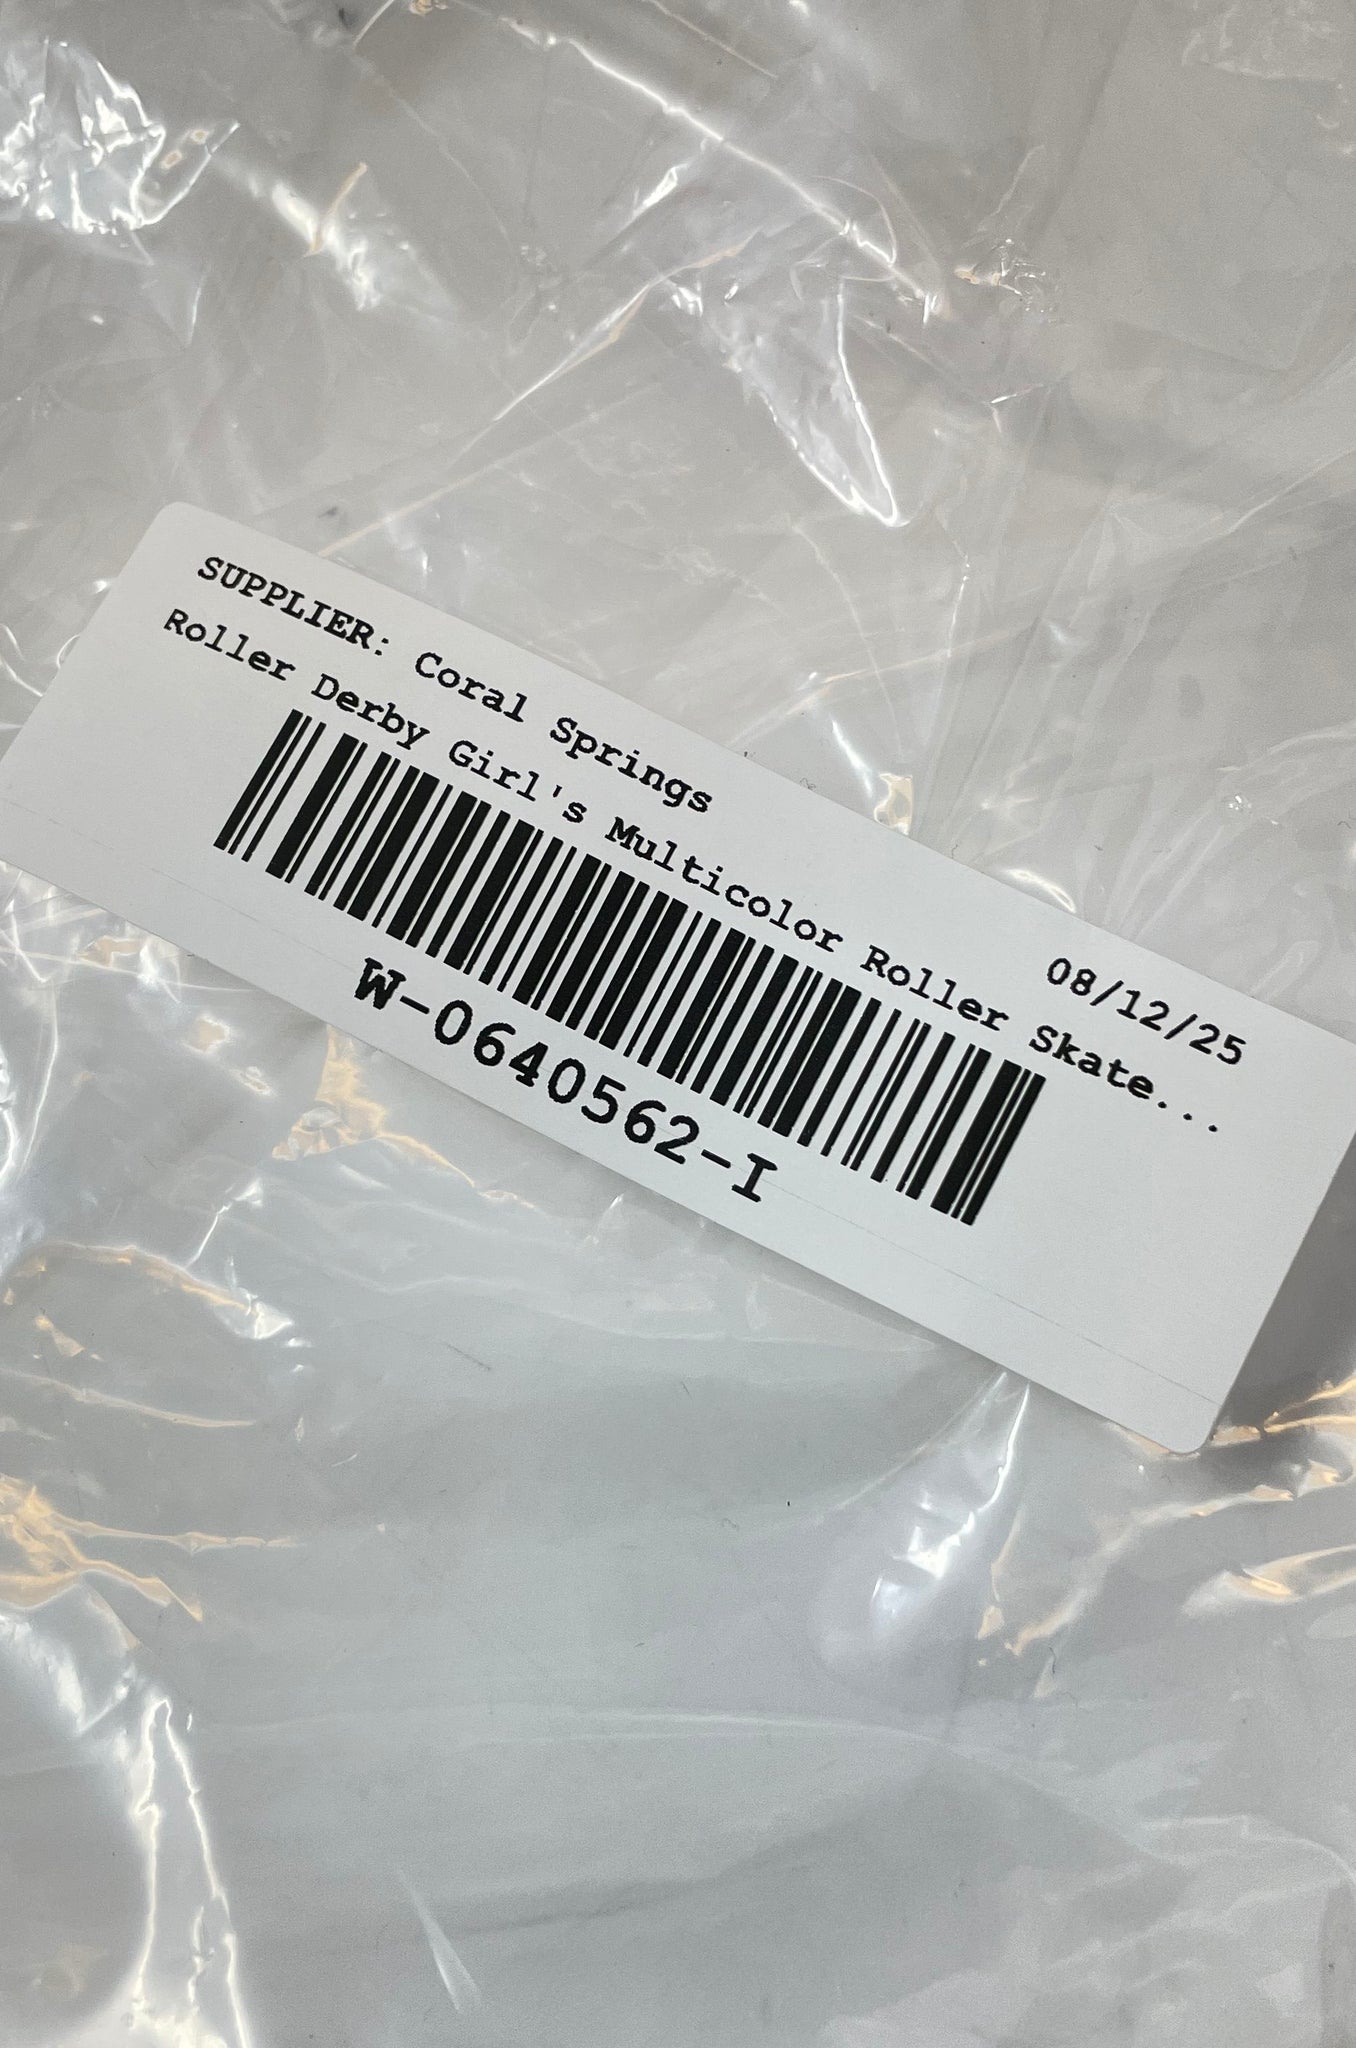 SUPPLIER: Coral Springs
08/12/25
Roller Derby Girl's Multicolor Roller Skate...
W-0640562-I